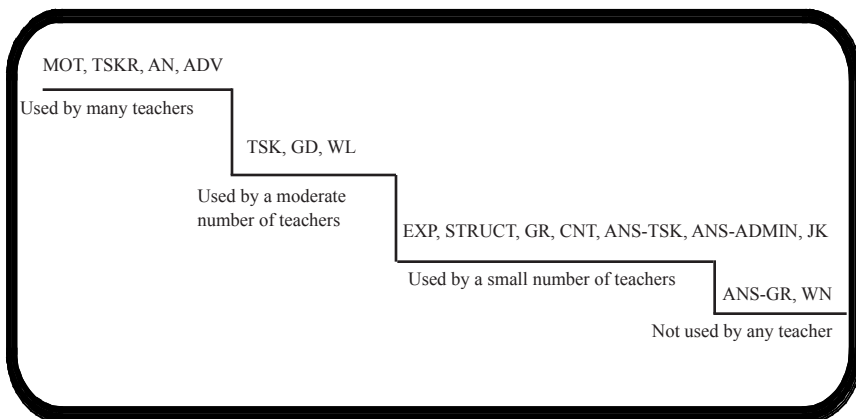 MOT, TSKR, AN, ADV
Used by many teachers
TSK, GD, WL
Used by a moderate
number of teachers
EXP, STRUCT, GR, CNT, ANS-TSK, ANS-ADMIN, JK
Used by a small number of teachers
ANS-GR, WN
Not used by any teacher